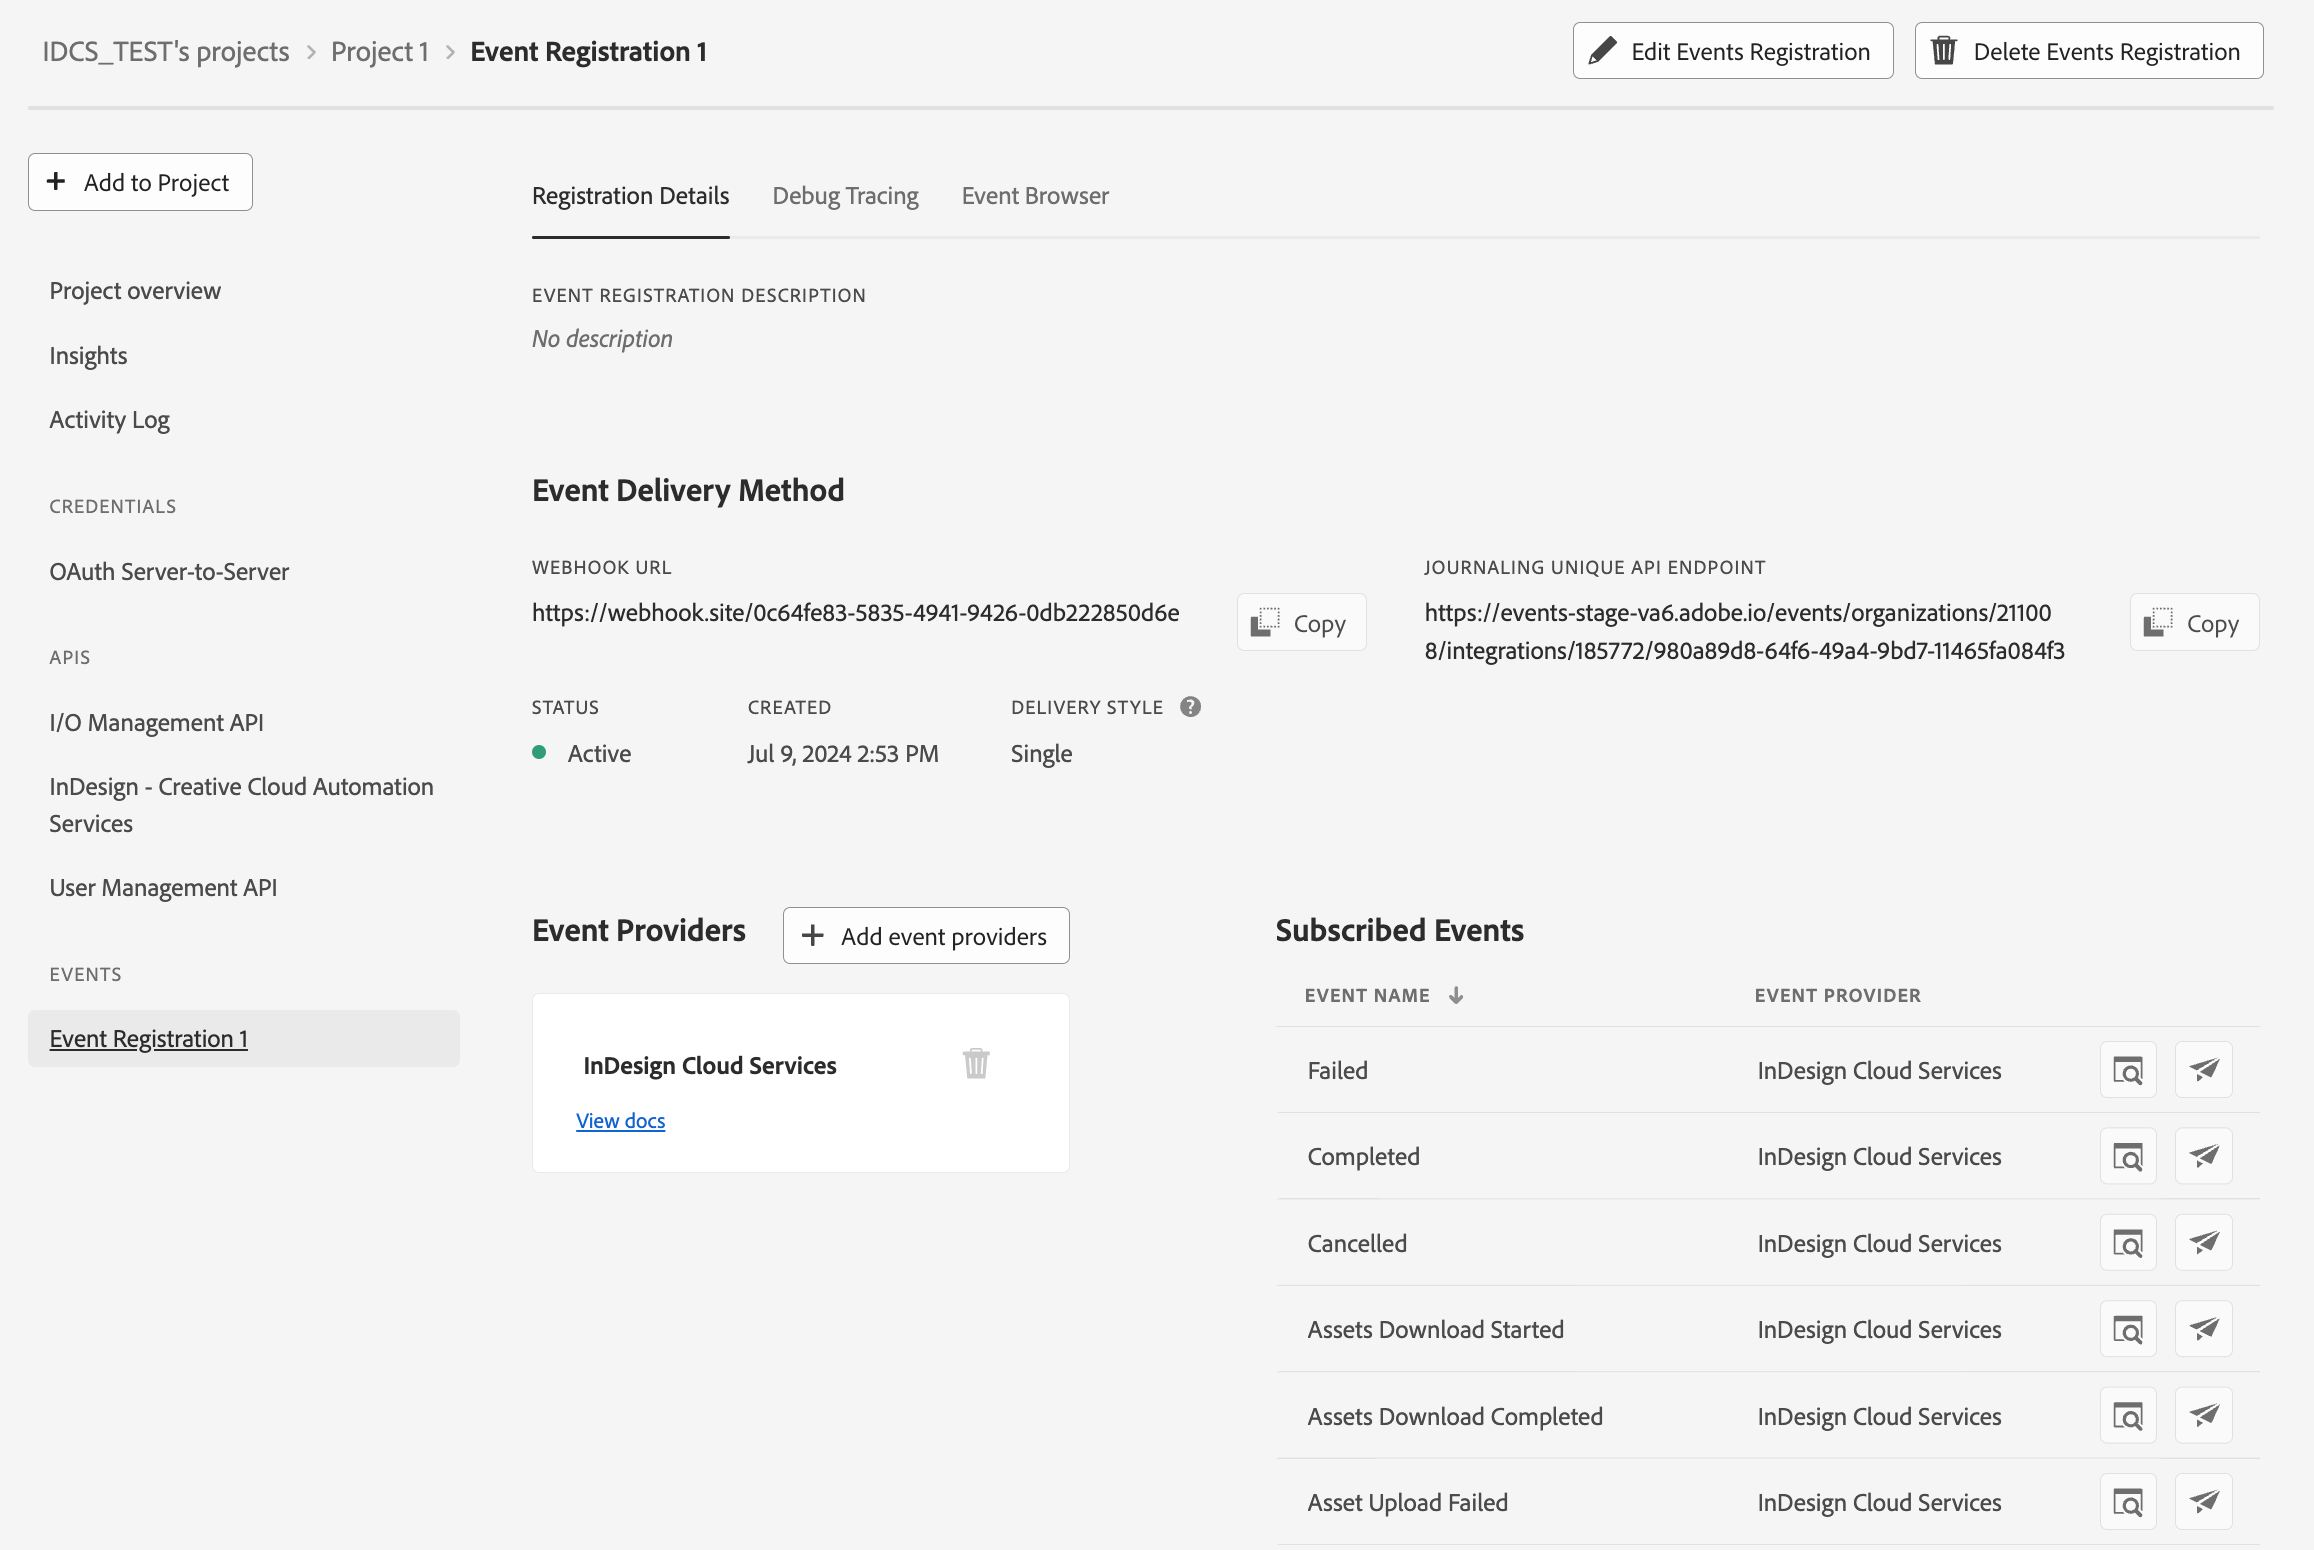 IDCS_TEST's projects > Project 1 > Event Registration 1
Edit Events Registration
Delete Events Registration
+ Add to Project
Project overview
Insights
Activity Log
CREDENTIALS
OAuth Server-to-Server
APIS
I/O Management API
InDesign - Creative Cloud Automation
Services
User Management API
EVENTS
Event Registration 1
Registration Details
Debug Tracing
Event Browser
EVENT REGISTRATION DESCRIPTION
No description
Event Delivery Method
WEBHOOK URL
https://webhook.site/0c64fe83-5835-4941-9426-0db222850d6e
Copy
JOURNALING UNIQUE API ENDPOINT
https://events-stage-va6.adobe.io/events/organizations/21100
8/integrations/185772/980a89d8-64f6-49a4-9bd7-11465fa084f3
Copy
STATUS
Active
CREATED
Jul 9, 2024 2:53 PM
DELIVERY STYLE ?
Single
Event Providers
+ Add event providers
InDesign Cloud Services
View docs
Subscribed Events
EVENT NAME ↓ EVENT PROVIDER
Failed InDesign Cloud Services
Completed InDesign Cloud Services
Cancelled InDesign Cloud Services
Assets Download Started InDesign Cloud Services
Assets Download Completed InDesign Cloud Services
Asset Upload Failed InDesign Cloud Services